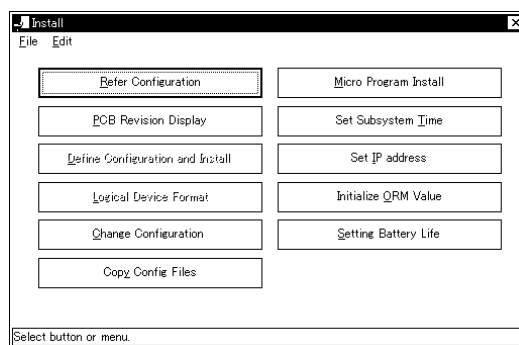 Install
File Edit
Refer Configuration
PCB Revision Display
Define Configuration and Install
Logical Device Format
Change Configuration
Copy Config Files
Micro Program Install
Set Subsystem Time
Set IP address
Initialize ORM Value
Setting Battery Life
Select button or menu.